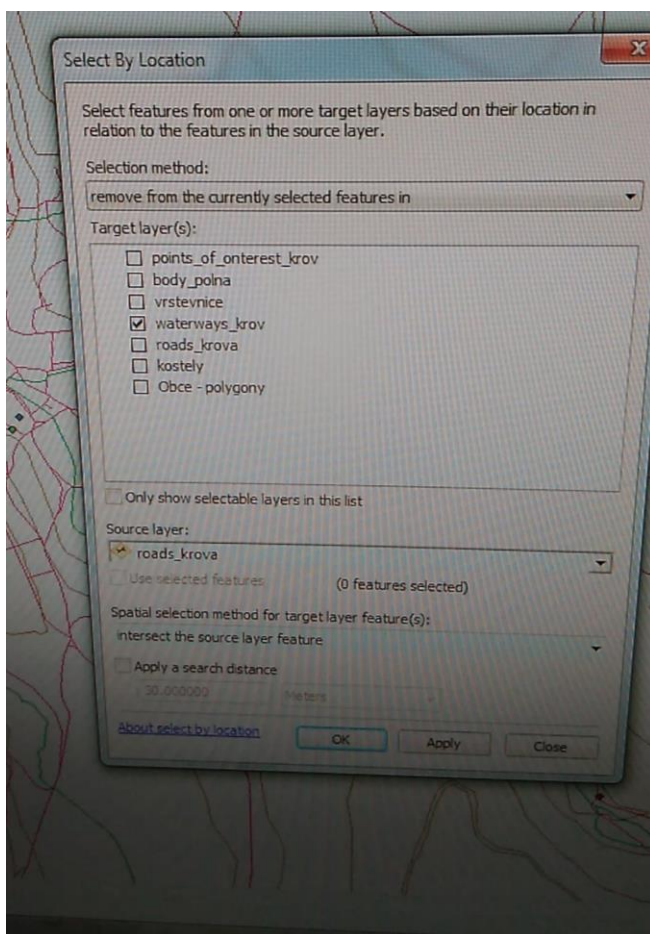 Select By Location
Select features from one or more target layers based on their location in
relation to the features in the source layer.
Selection method:
remove from the currently selected features in
Target layer(s):
points_of_onterest_krov
body_polna
vrstevnice
waterways_krov
roads_krova
kostely
Obce - polygony
Only show selectable layers in this list
Source layer:
roads_krova
Use selected features (0 features selected)
Spatial selection method for target layer feature(s):
intersect the source layer feature
Apply a search distance
30.000000 Meters
About select by location OK Apply Close